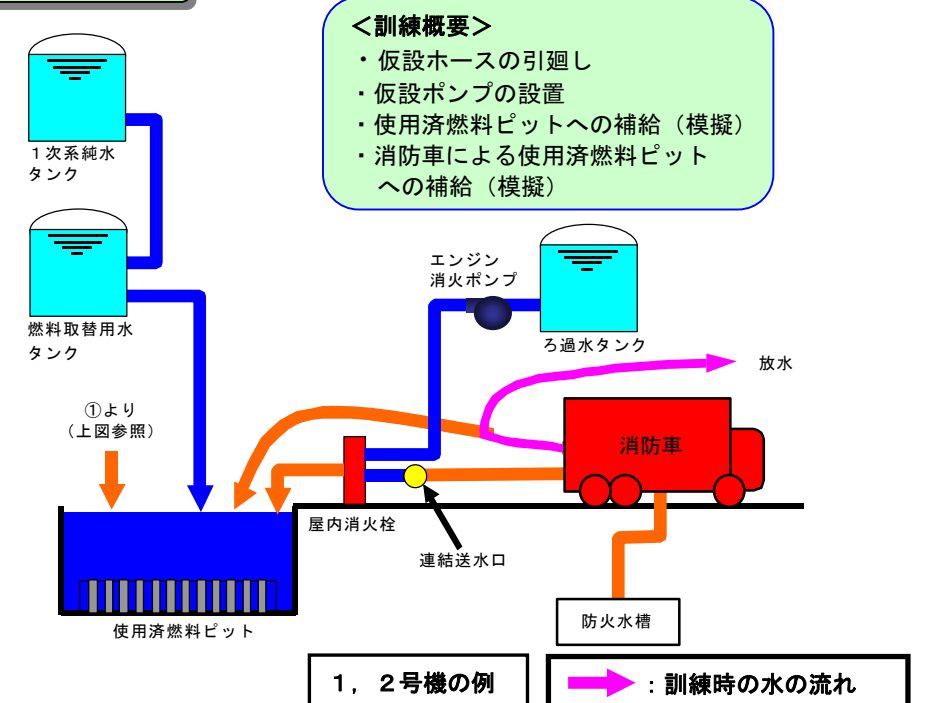 ＜訓練概要＞
・仮設ホースの引廻し
・仮設ポンプの設置
・使用済燃料ピットへの補給（模擬）
・消防車による使用済燃料ピット
への補給（模擬）
１次系純水
タンク
燃料取替用水
タンク
エンジン
消火ポンプ
ろ過水タンク
放水
①より
（上図参照）
消防車
屋内消火栓
連結送水口
防火水槽
使用済燃料ピット
１，２号機の例
：訓練時の水の流れ